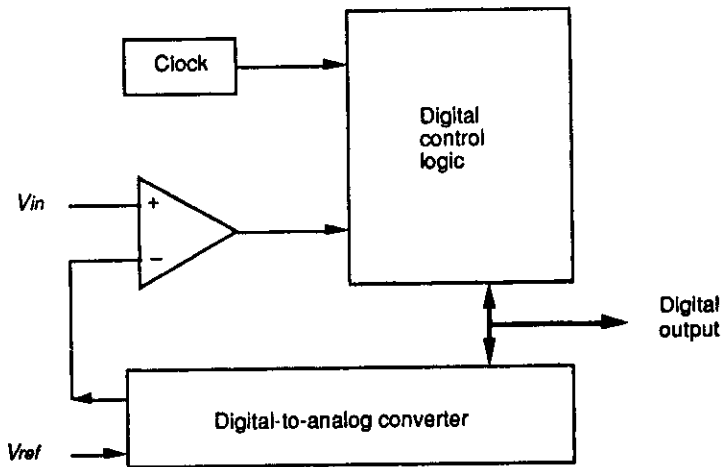 Clock
Digital
control
logic
Vin
+
−
Digital
output
Digital-to-analog converter
Vref